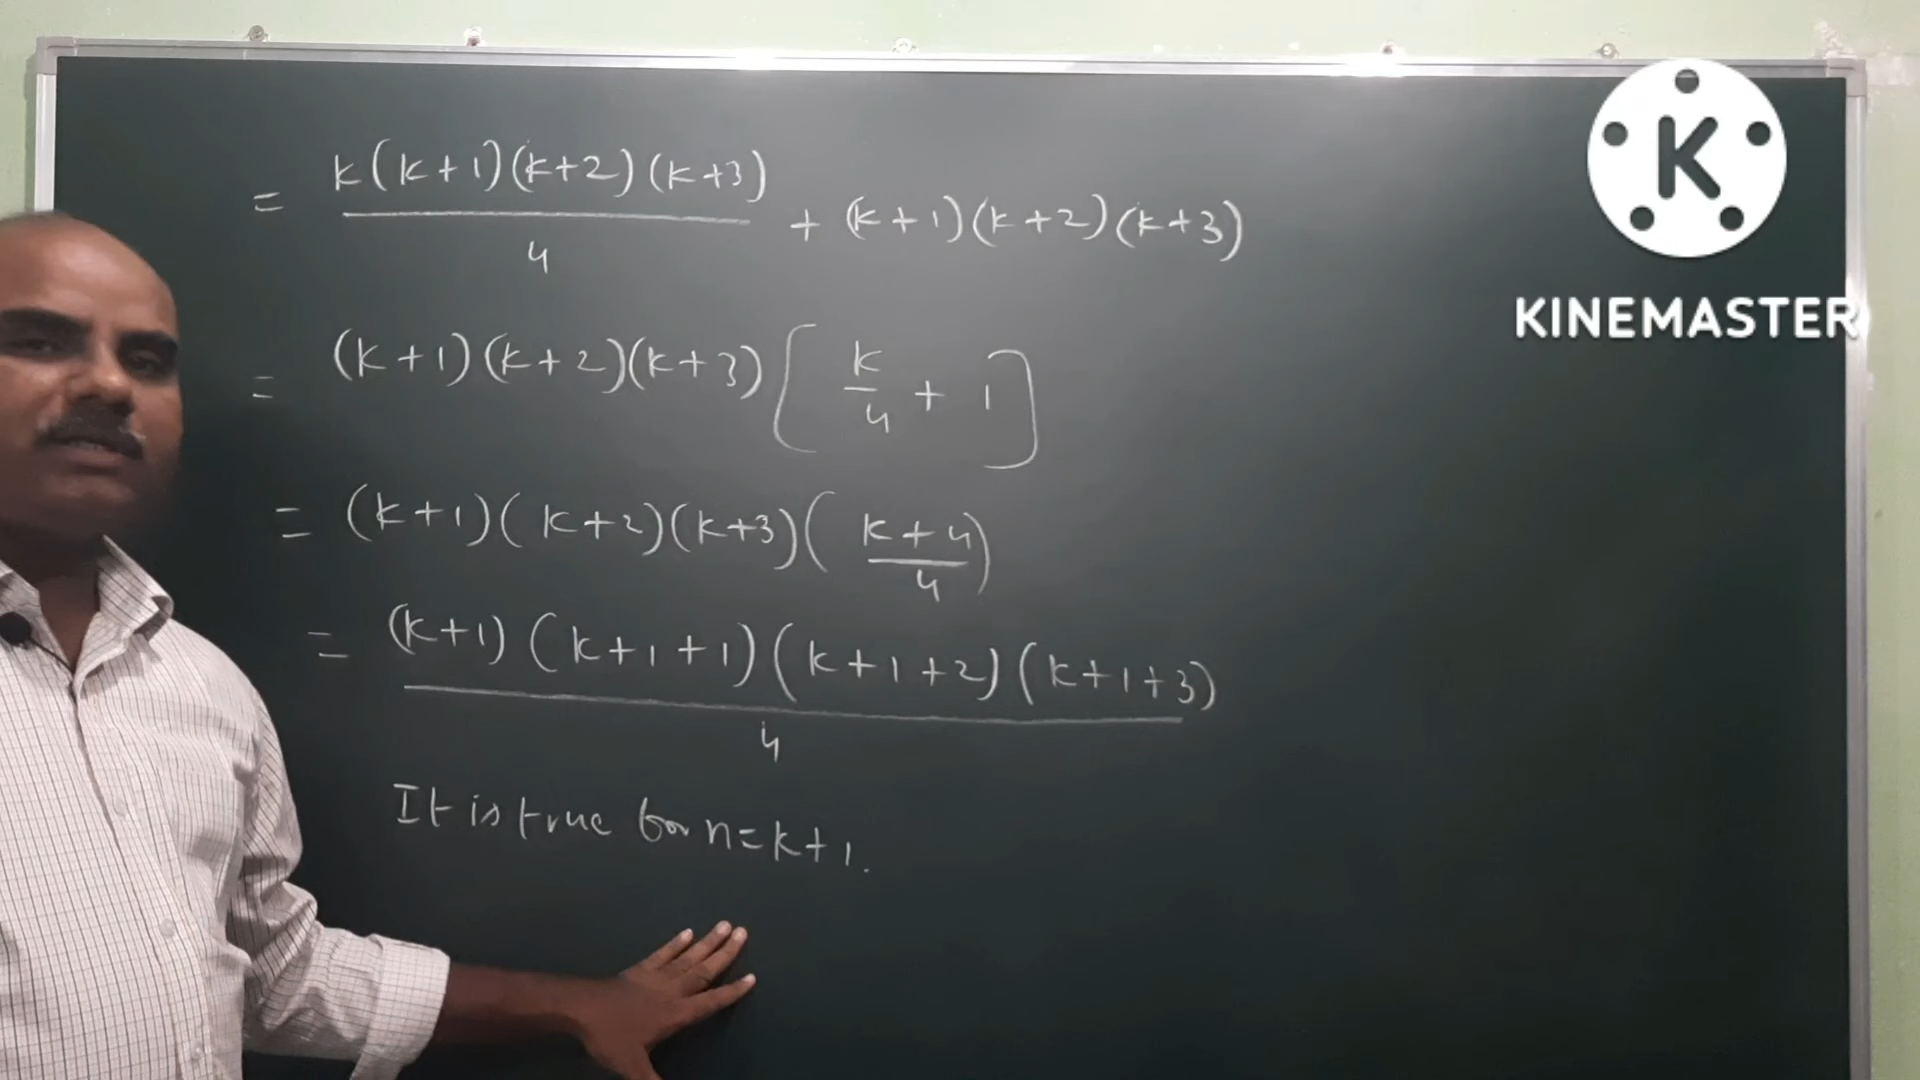 = k(k+1)(k+2)(k+3)/4 + (k+1)(k+2)(k+3)
= (k+1)(k+2)(k+3)[k/4 + 1]
= (k+1)(k+2)(k+3)(k+4/4)
= (k+1)(k+1+1)(k+1+2)(k+1+3)/4
It is true for n=k+1.
K
KINEMASTER